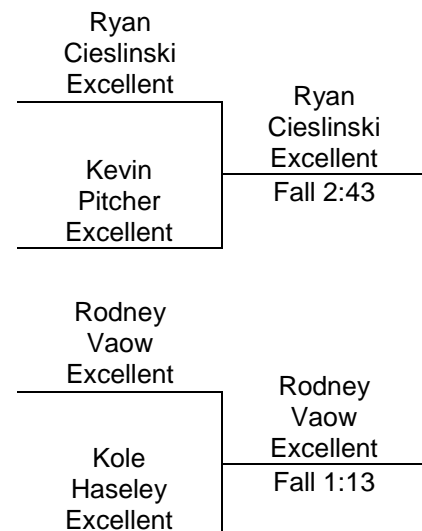 Ryan
Cieslinski
Excellent
Kevin
Pitcher
Excellent
Ryan
Cieslinski
Excellent
Fall 2:43
Rodney
Vaow
Excellent
Kole
Haseley
Excellent
Rodney
Vaow
Excellent
Fall 1:13